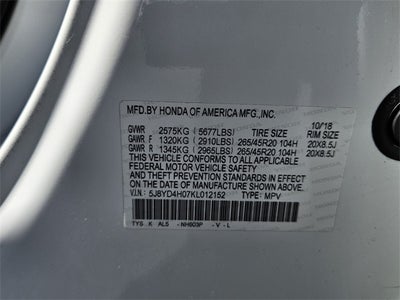 MFD.BY HONDA OF AMERICA MFG.,INC.
10/18
GVWR 2575KG (5677LBS) TIRE SIZE RIM SIZE
GAWR F 1320KG (2910LBS) 265/45R20 104H 20X8.5J
GAWR R 1345KG (2965LBS) 265/45R20 104H 20X8.5J
THIS VEHICLE CONFORMS TO ALL APPLICABLE
FEDERAL MOTOR VEHICLE SAFETY
STANDARDS IN EFFECT ON THE DATE OF MANUFACTURE SHOWN ABOVE.
V.I.N.: 5J8YD4H07KL012152 TYPE: MPV
TYS K AL5 -NH603P -V -L